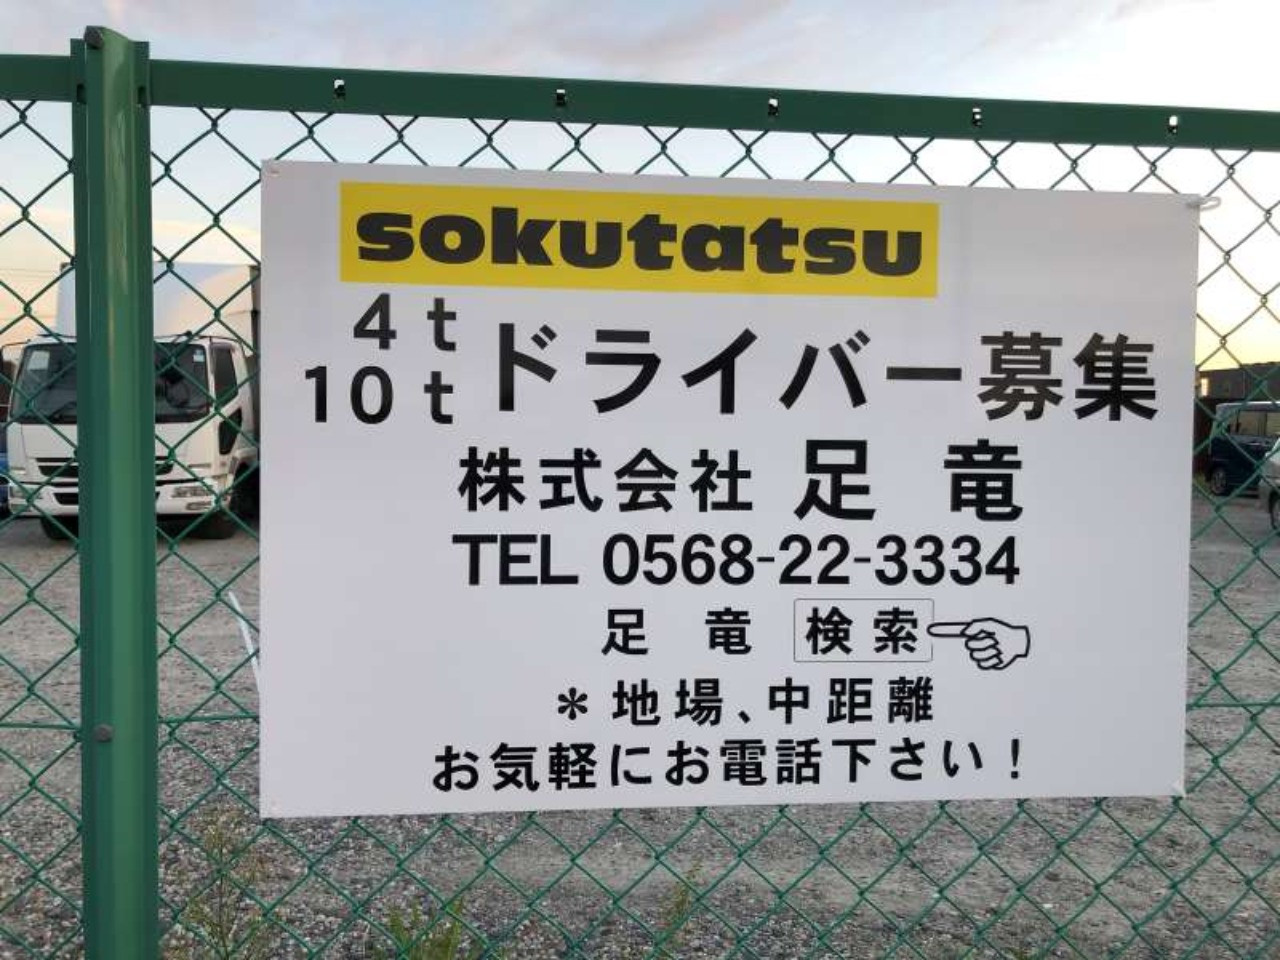 sokutatsu
4t
10t
ドライバー募集
株式会社 足竜
TEL 0568-22-3334
足竜 検索
＊地場、中距離
お気軽にお電話下さい！